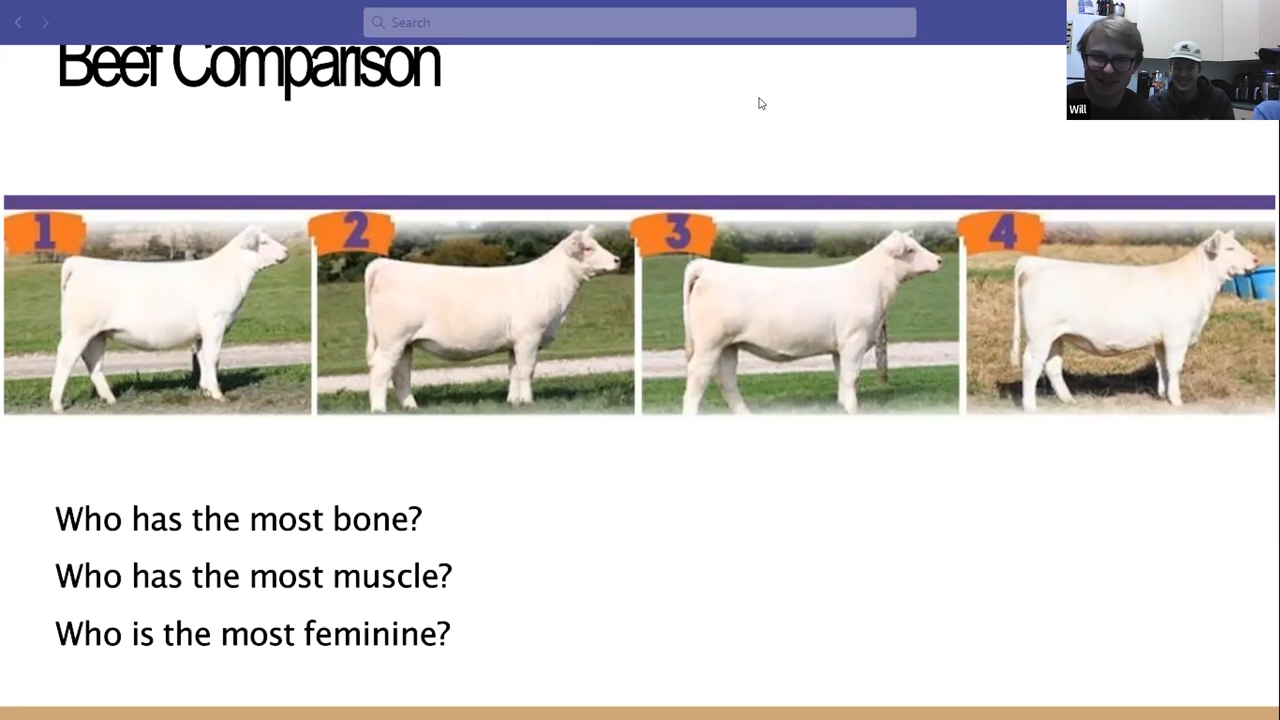 Search
Beef Comparison
Will
1 2 3 4
Who has the most bone?
Who has the most muscle?
Who is the most feminine?